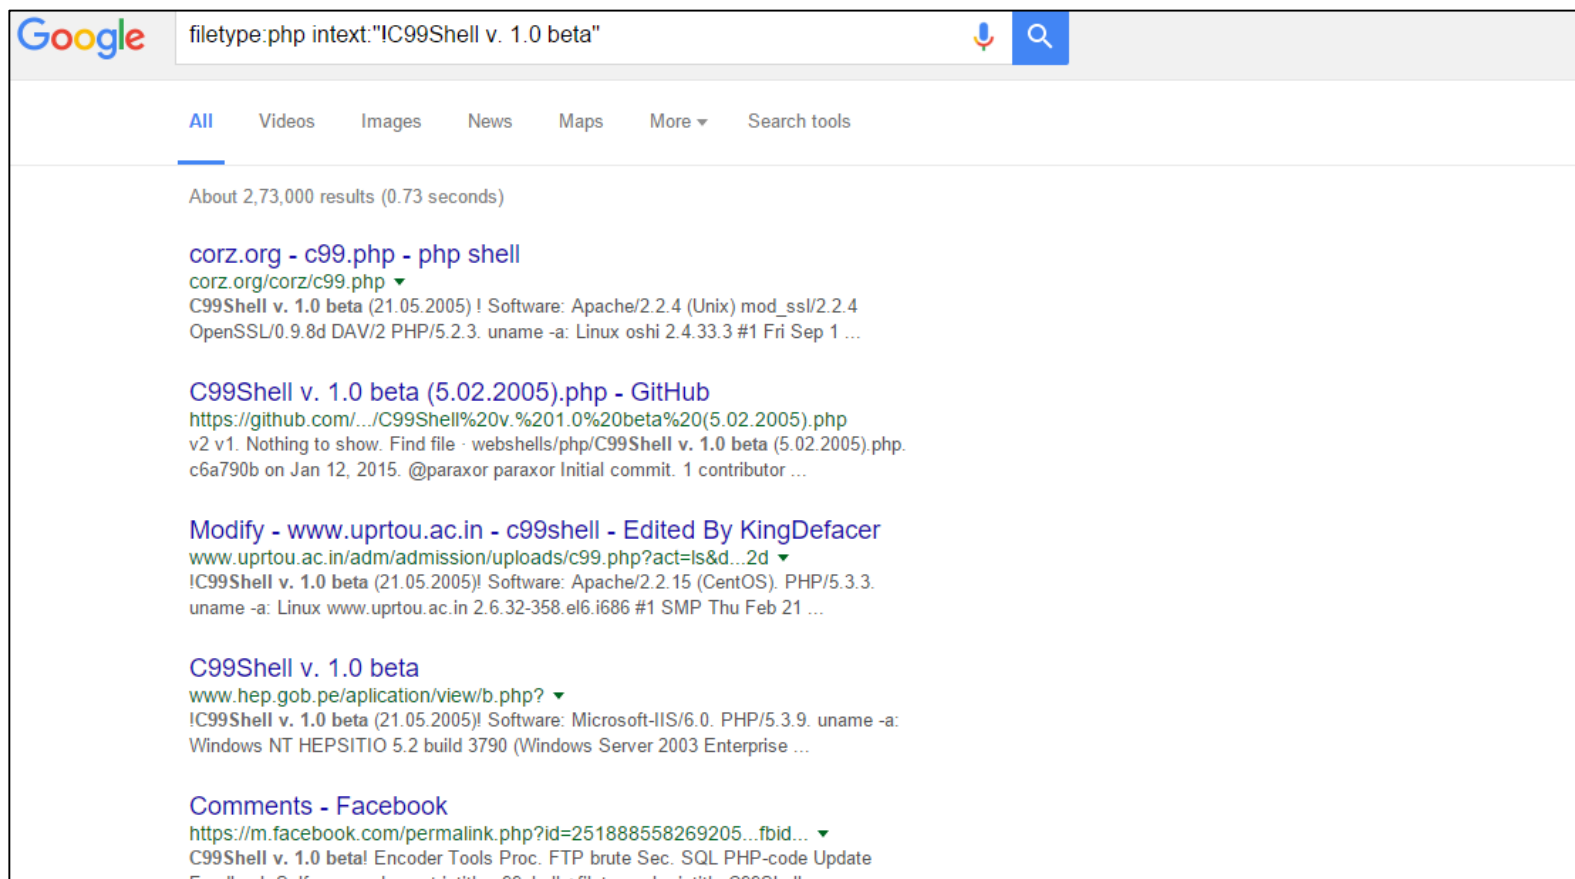 Google
filetype:php intext:"!C99Shell v. 1.0 beta"
All Videos Images News Maps More Search tools
About 2,73,000 results (0.73 seconds)
corz.org - c99.php - php shell
corz.org/corz/c99.php
C99Shell v. 1.0 beta (21.05.2005) ! Software: Apache/2.2.4 (Unix) mod_ssl/2.2.4
OpenSSL/0.9.8d DAV/2 PHP/5.2.3. uname -a: Linux oshi 2.4.33.3 #1 Fri Sep 1 ...
C99Shell v. 1.0 beta (5.02.2005).php - GitHub
https://github.com/.../C99Shell%20v.%201.0%20beta%20(5.02.2005).php
v2 v1. Nothing to show. Find file · webshells/php/C99Shell v. 1.0 beta (5.02.2005).php.
c6a790b on Jan 12, 2015. @paraxor paraxor Initial commit. 1 contributor ...
Modify - www.uprtou.ac.in - c99shell - Edited By KingDefacer
www.uprtou.ac.in/adm/admission/uploads/c99.php?act=ls&d...2d
!C99Shell v. 1.0 beta (21.05.2005)! Software: Apache/2.2.15 (CentOS). PHP/5.3.3.
uname -a: Linux www.uprtou.ac.in 2.6.32-358.el6.i686 #1 SMP Thu Feb 21 ...
C99Shell v. 1.0 beta
www.hep.gob.pe/aplication/view/b.php?
!C99Shell v. 1.0 beta (21.05.2005)! Software: Microsoft-IIS/6.0. PHP/5.3.9. uname -a:
Windows NT HEPSITIO 5.2 build 3790 (Windows Server 2003 Enterprise ...
Comments - Facebook
https://m.facebook.com/permalink.php?id=251888558269205...fbid...
C99Shell v. 1.0 beta! Encoder Tools Proc. FTP brute Sec. SQL PHP-code Update